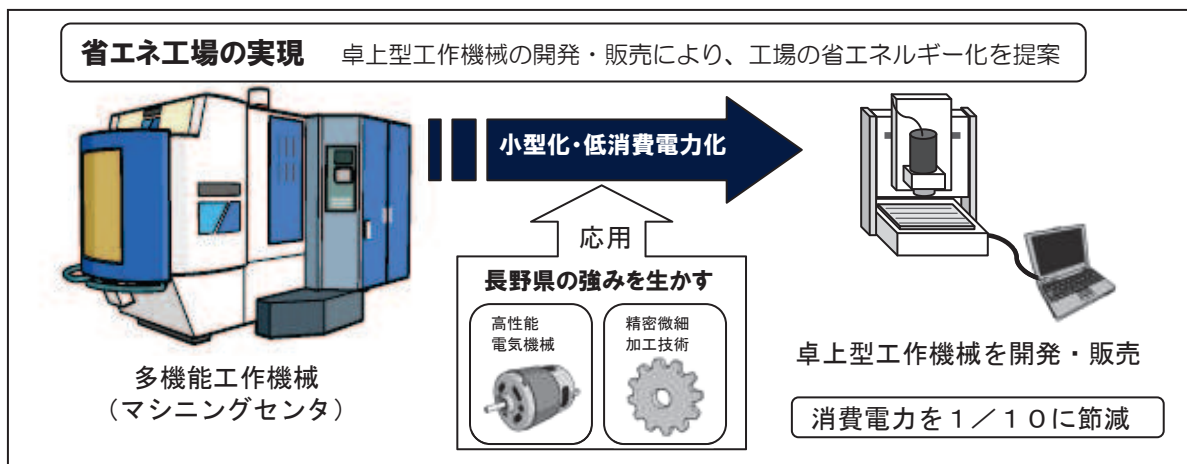 省エネ工場の実現 卓上型工作機械の開発・販売により、工場の省エネルギー化を提案
小型化・低消費電力化
応用
長野県の強みを生かす
高性能
電気機械
精密微細
加工技術
多機能工作機械
（マシニングセンタ）
卓上型工作機械を開発・販売
消費電力を１／１０に節減